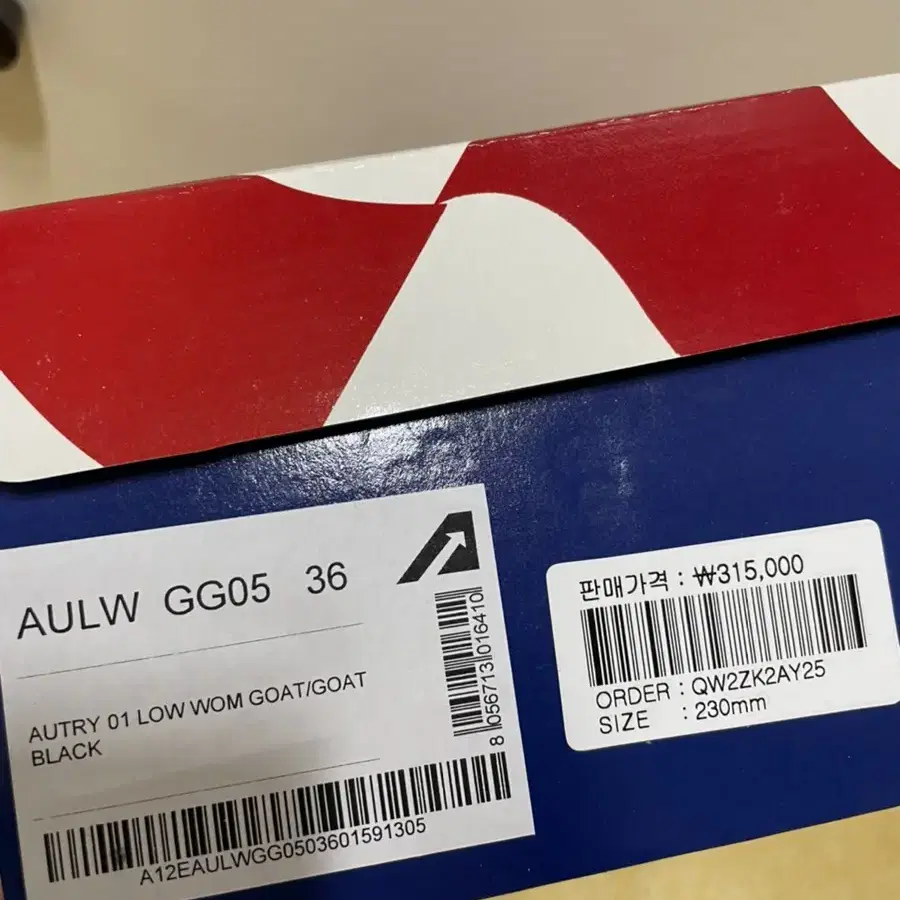 AULW GG05 36
AUTRY 01 LOW WOM GOAT/GOAT
BLACK
8 056713 016410
A12EAULWGG0503601591305
판매가격 : ₩315,000
ORDER : QW2ZK2AY25
SIZE : 230mm